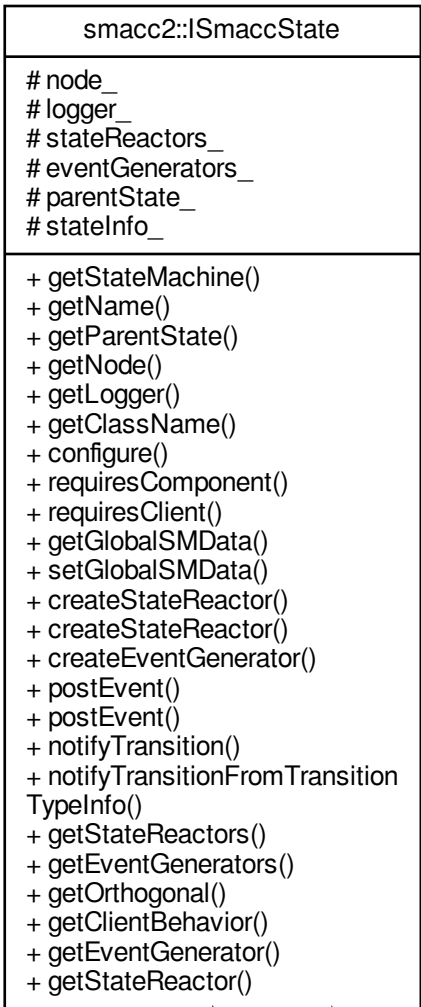 smacc2::ISmaccState
# node_
# logger_
# stateReactors_
# eventGenerators_
# parentState_
# stateInfo_
+ getStateMachine()
+ getName()
+ getParentState()
+ getNode()
+ getLogger()
+ getClassName()
+ configure()
+ requiresComponent()
+ requiresClient()
+ getGlobalSMData()
+ setGlobalSMData()
+ createStateReactor()
+ createStateReactor()
+ createEventGenerator()
+ postEvent()
+ postEvent()
+ notifyTransition()
+ notifyTransitionFromTransition
TypeInfo()
+ getStateReactors()
+ getEventGenerators()
+ getOrthogonal()
+ getClientBehavior()
+ getEventGenerator()
+ getStateReactor()